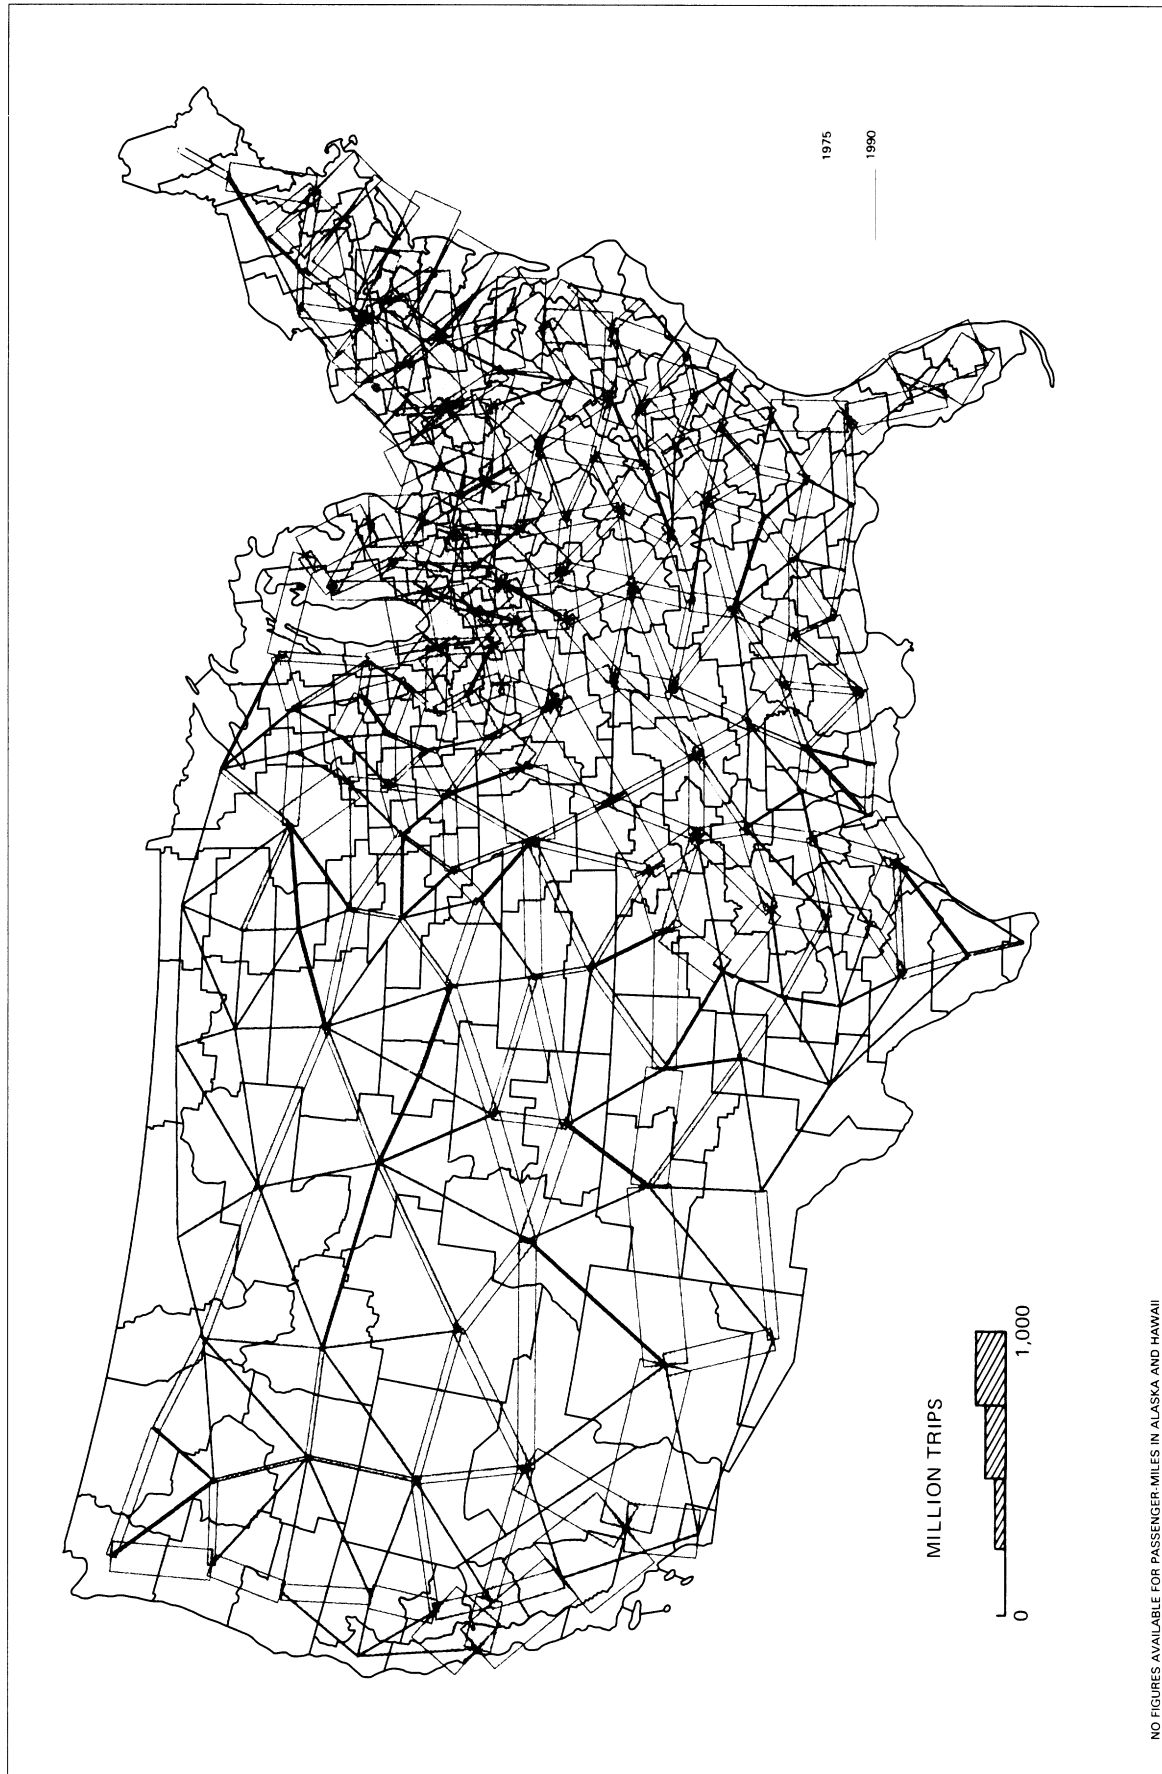 1975
1990
MILLION TRIPS
0
1,000
NO FIGURES AVAILABLE FOR PASSENGER-MILES IN ALASKA AND HAWAII